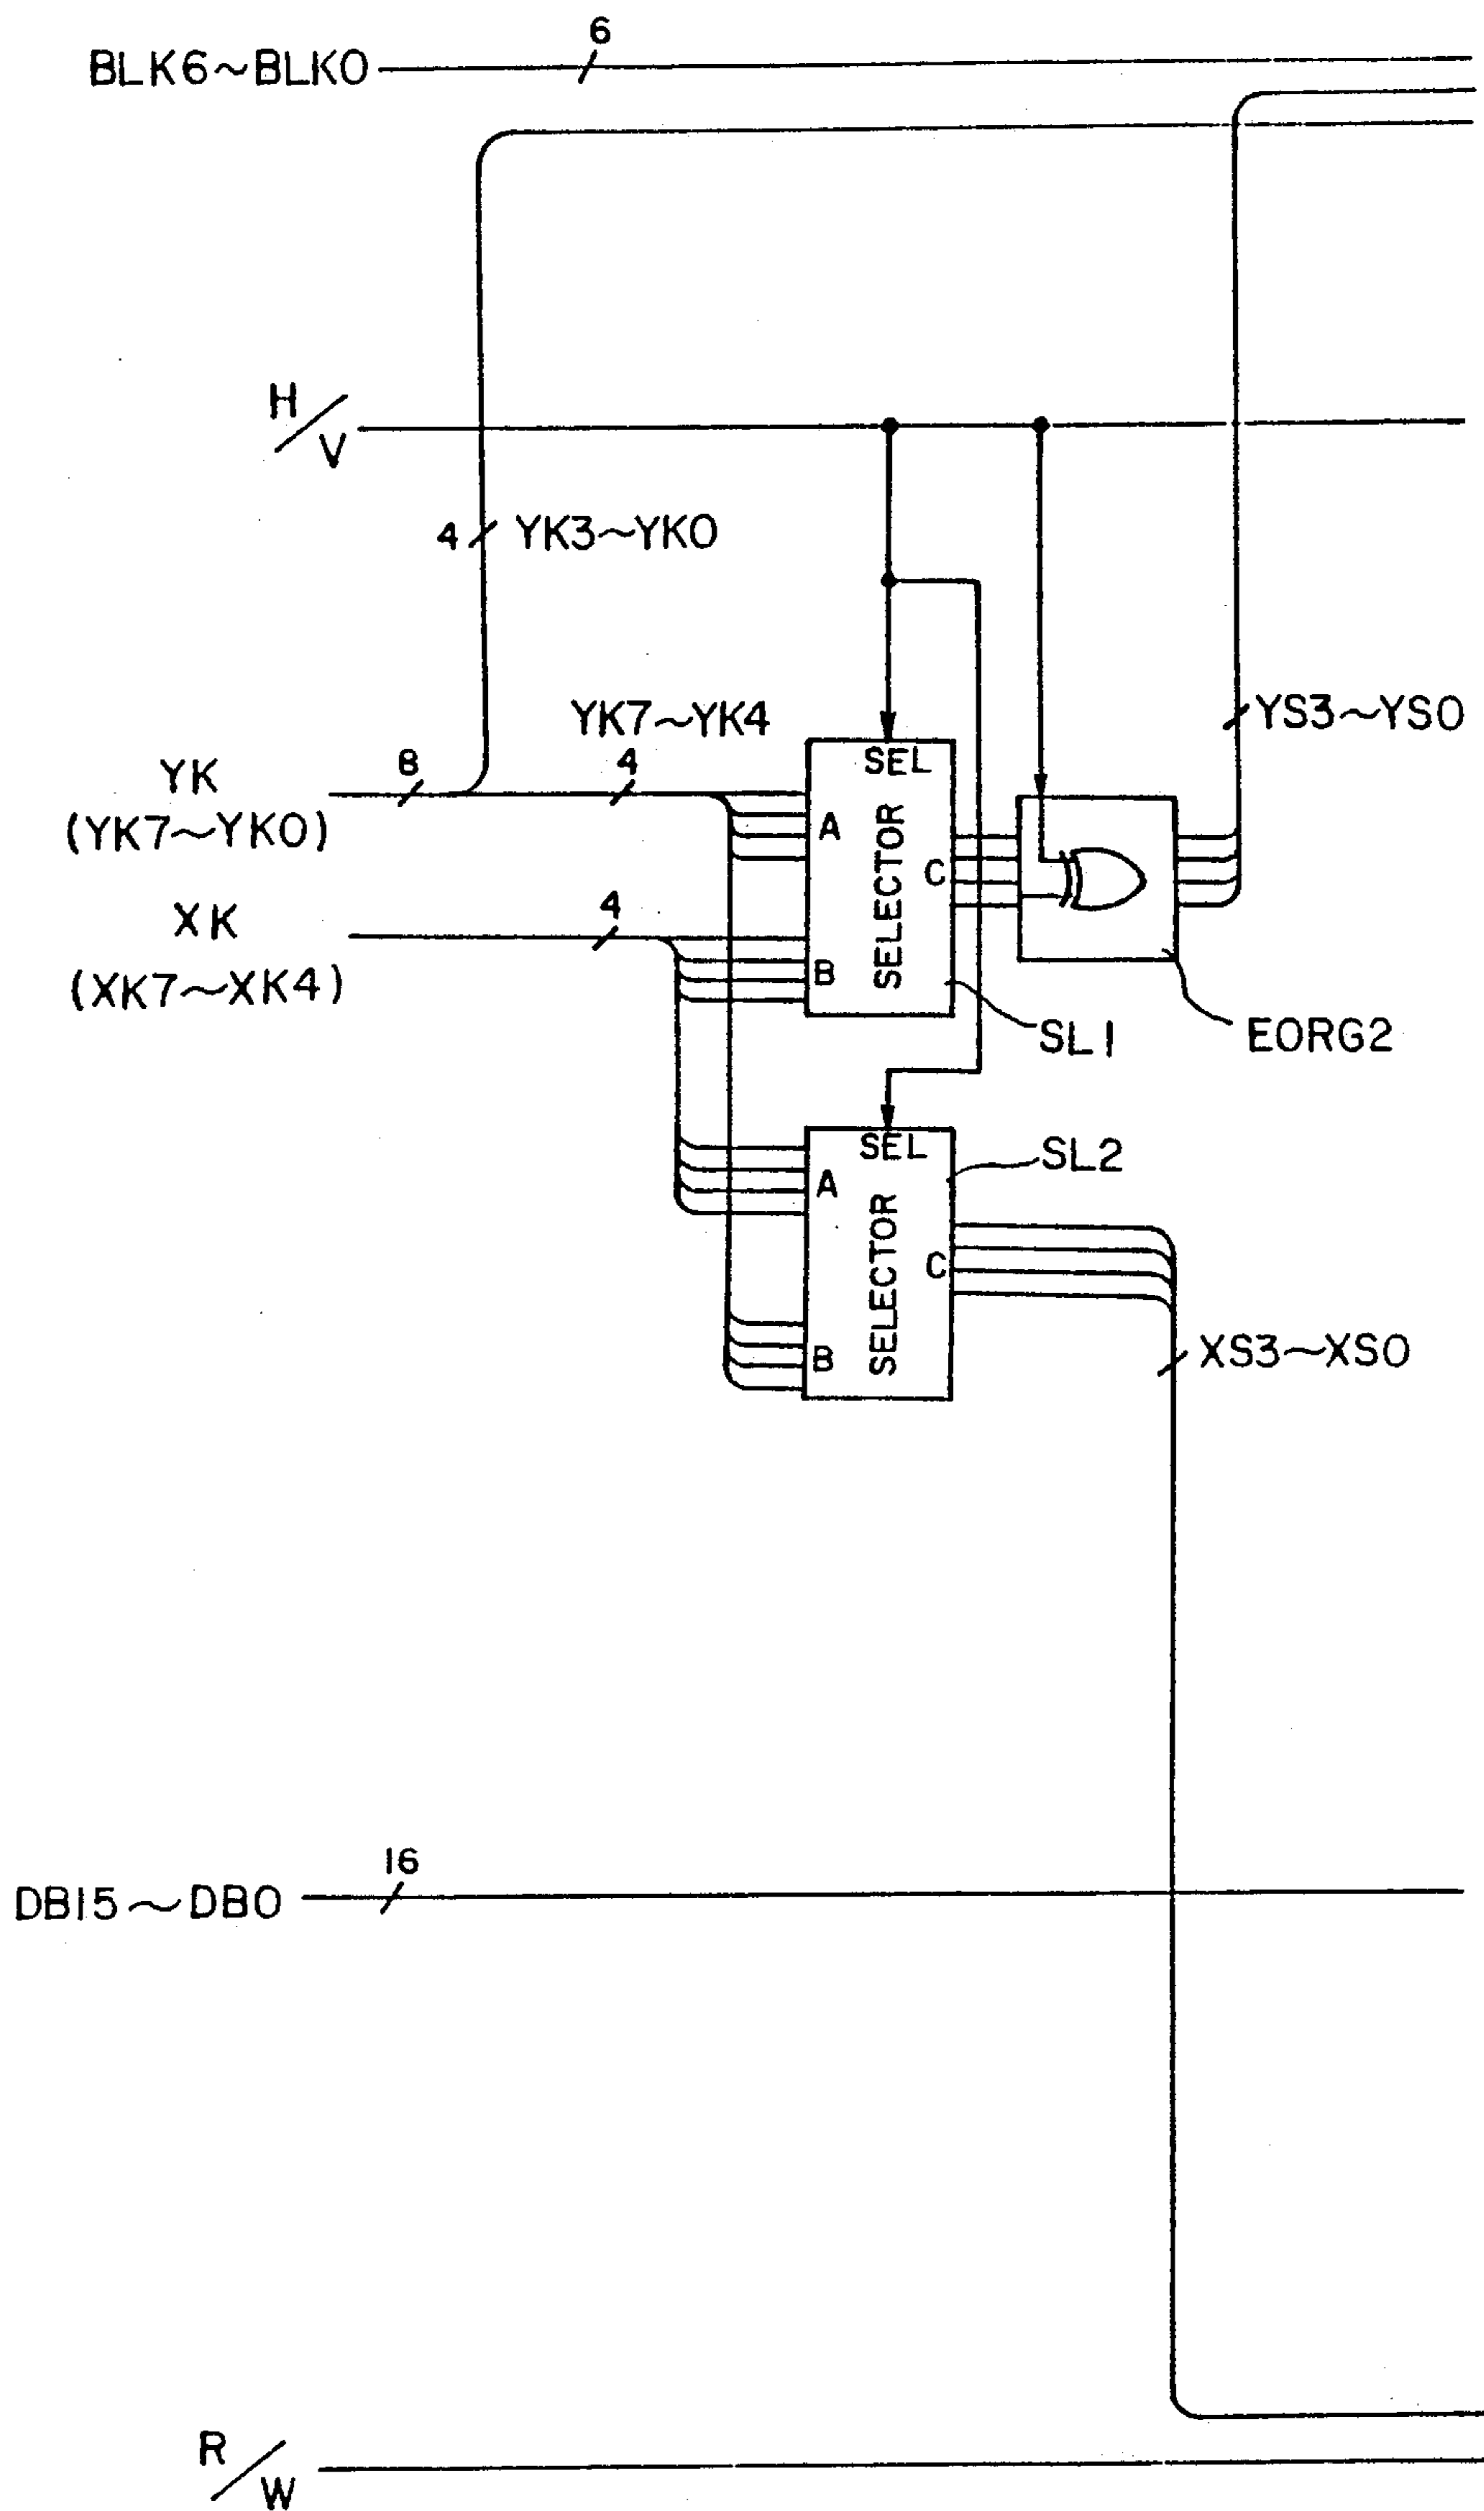 6
BLK6~BLK0
H/V
4 YK3~YK0
YK7~YK4
YS3~YS0
SEL
YK
8
4
(YK7~YK0)
A
SELECTOR
C
XK
4
(XK7~XK4)
B
SL1
EORG2
SEL
SL2
A
SELECTOR
C
B
XS3~XS0
16
DB15~DB0
R/W